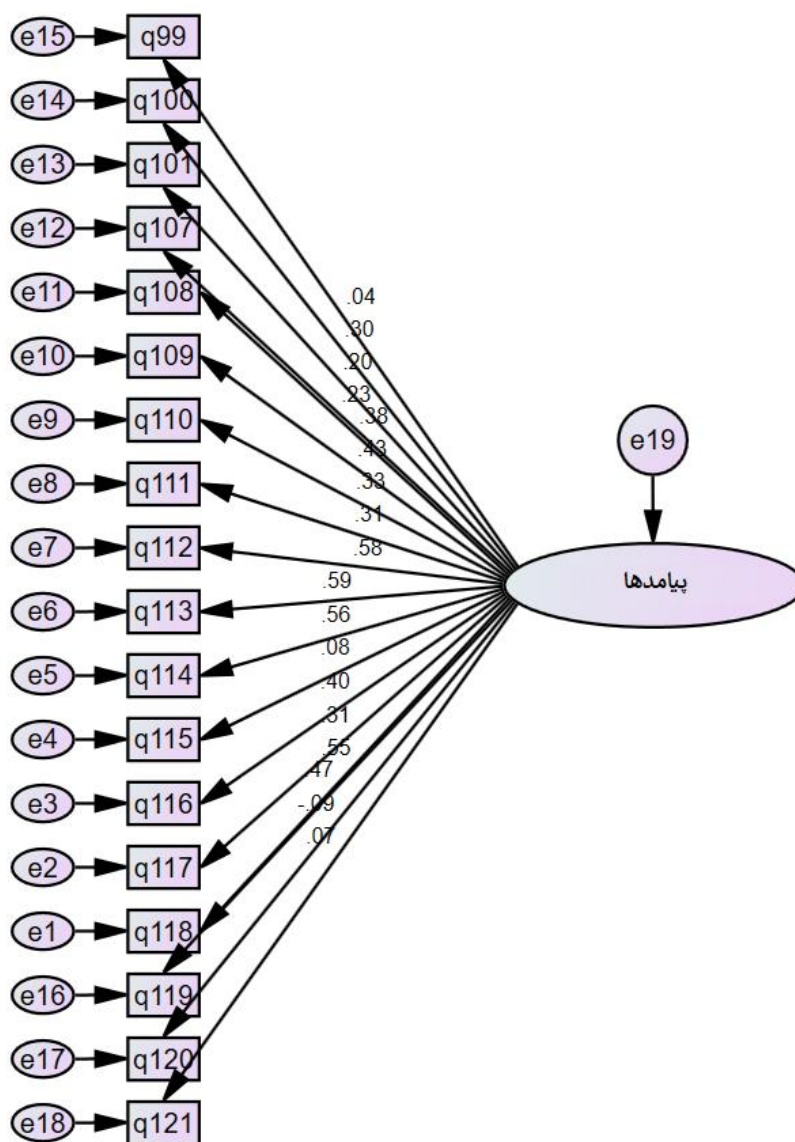 e15 q99
e14 q100
e13 q101
e12 q107
e11 q108
e10 q109
e9 q110
e8 q111
e7 q112
e6 q113
e5 q114
e4 q115
e3 q116
e2 q117
e1 q118
e16 q119
e17 q120
e18 q121
.04
.30
.20
.23
.38
.43
.33
.31
.58
.59
.56
.08
.40
.31
.55
.47
-.09
.07
e19
پیامدها